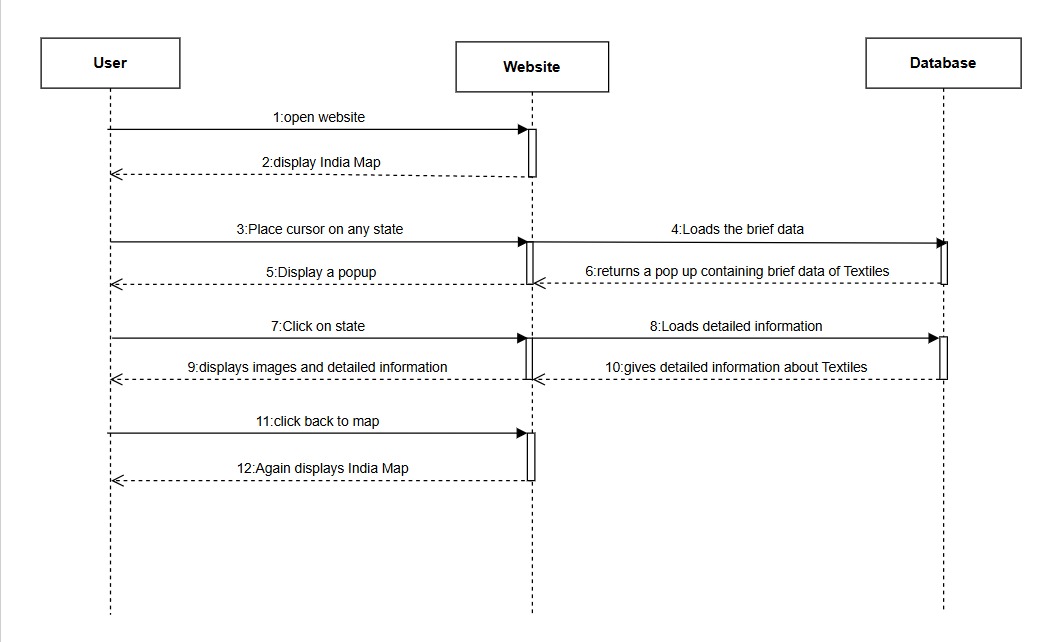 User
Website
Database
1:open website
2:display India Map
3:Place cursor on any state
4:Loads the brief data
5:Display a popup
6:returns a pop up containing brief data of Textiles
7:Click on state
8:Loads detailed information
9:displays images and detailed information
10:gives detailed information about Textiles
11:click back to map
12:Again displays India Map